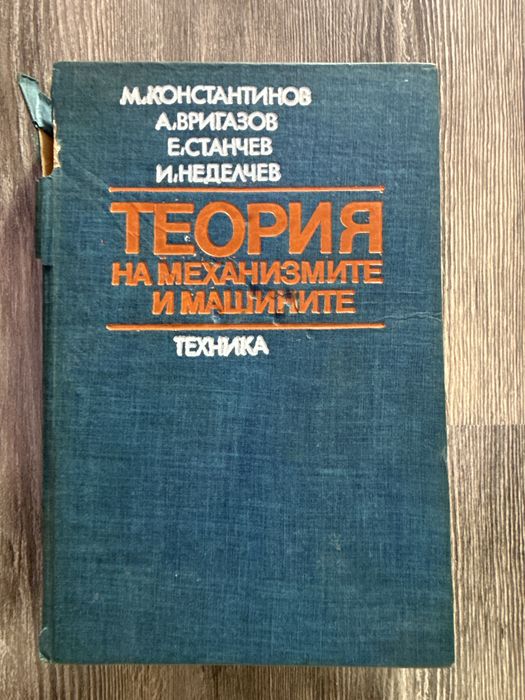 М.КОНСТАНТИНОВ
А.ВРИГАЗОВ
Е.СТАНЧЕВ
И.НЕДЕЛЧЕВ
ТЕОРИЯ
НА МЕХАНИЗМИТЕ
И МАШИНИТЕ
ТЕХНИКА